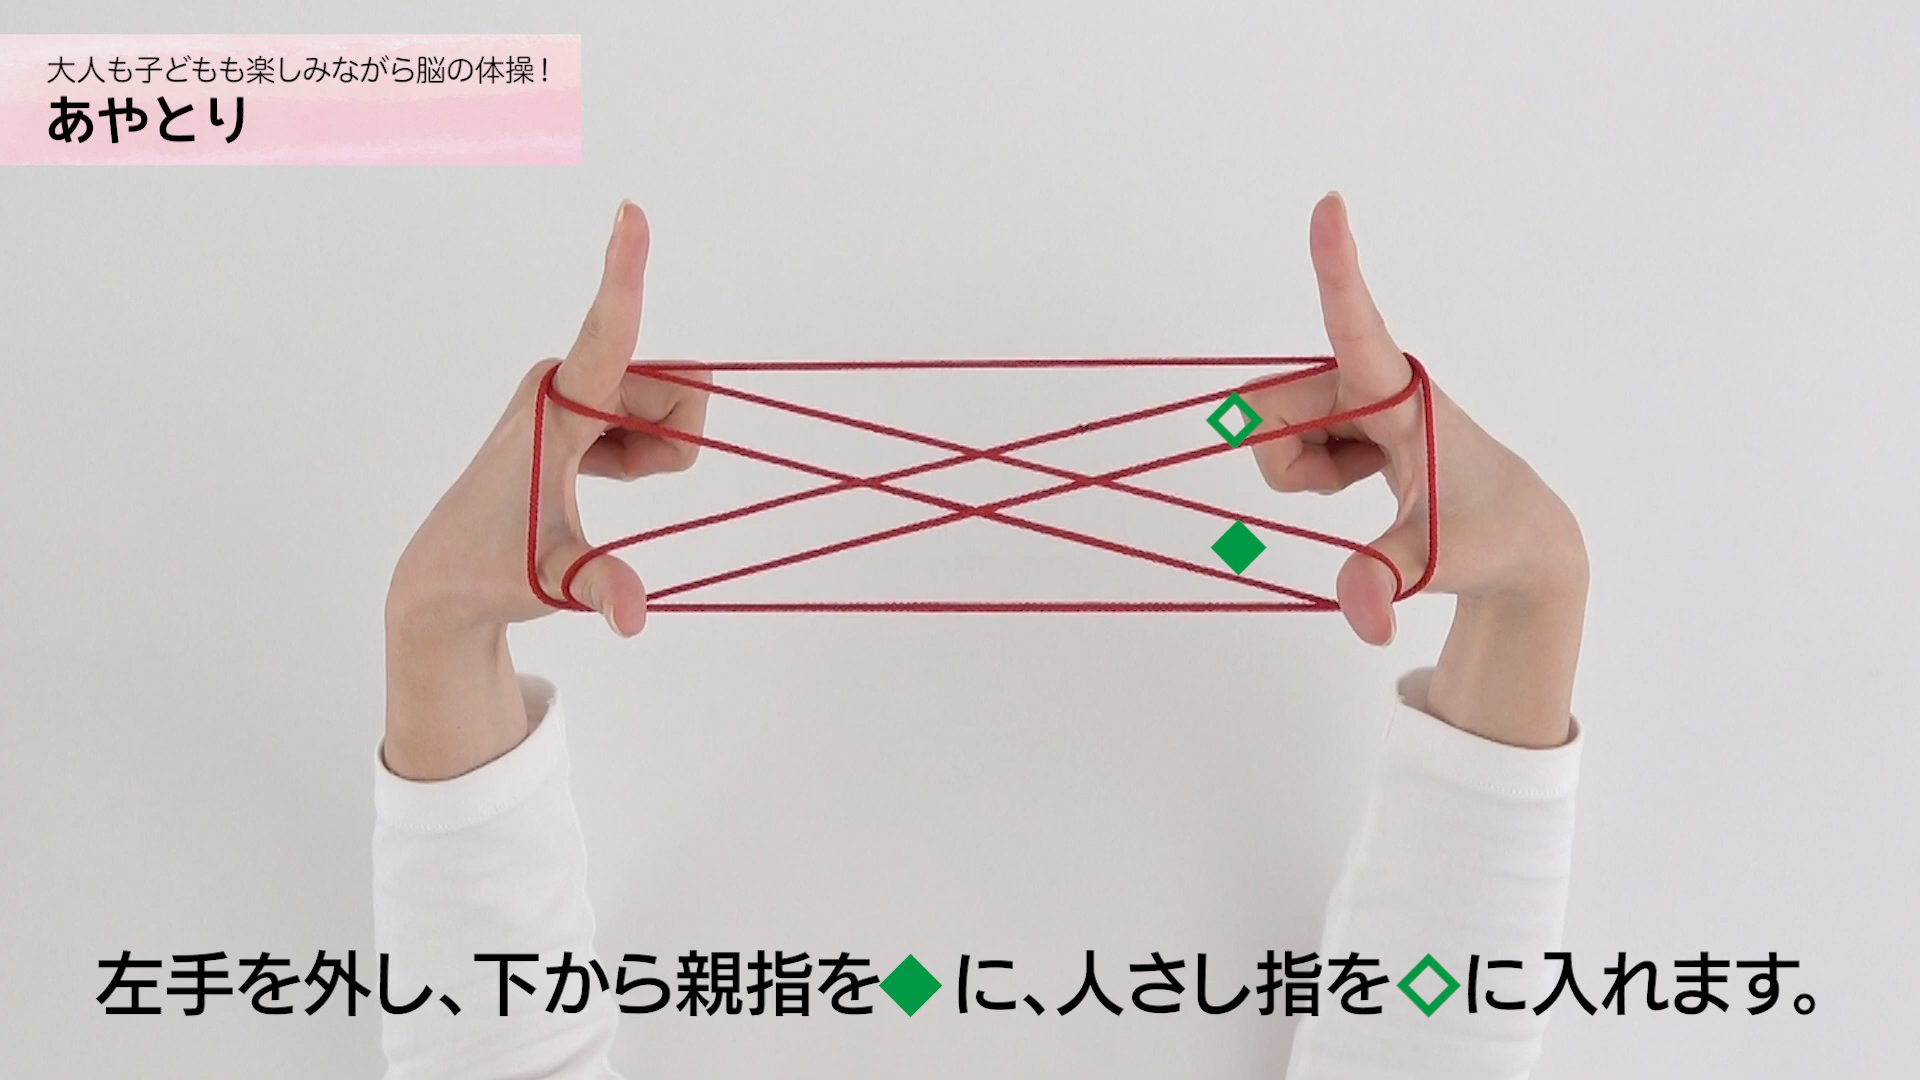 大人も子どもも楽しみながら脳の体操！
あやとり
左手を外し、下から親指を◆に、人さし指を◇に入れます。